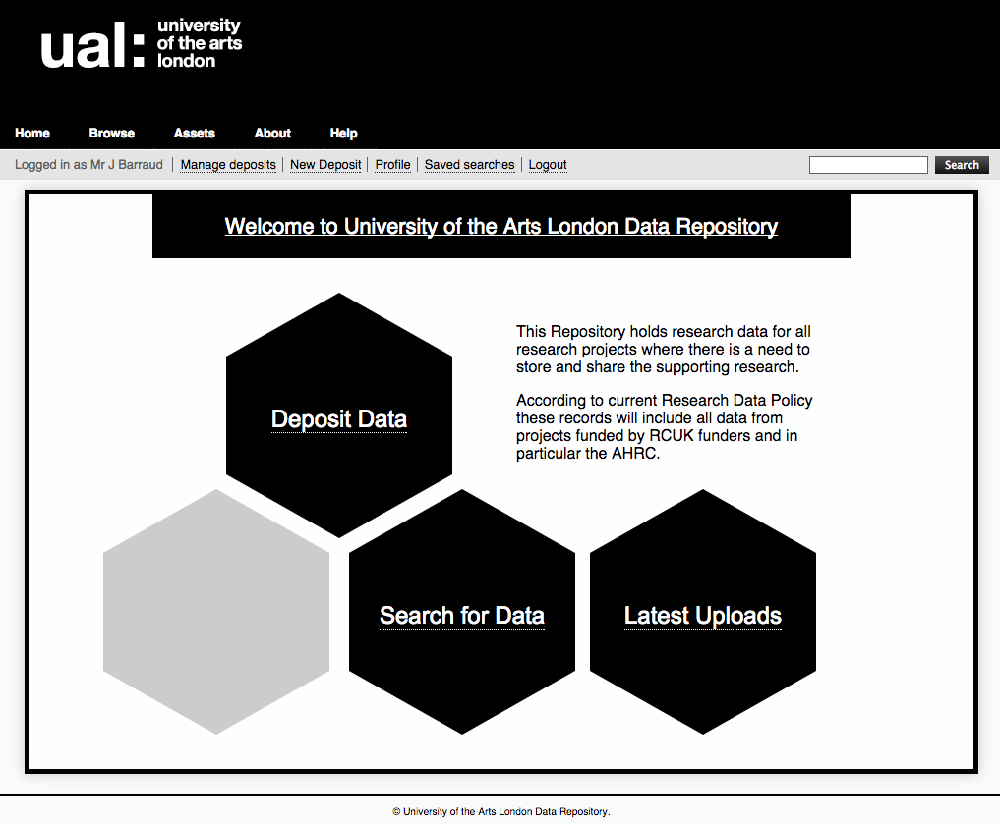 ual: university
of the arts
london
Home Browse Assets About Help
Logged in as Mr J Barraud | Manage deposits | New Deposit | Profile | Saved searches | Logout Search
Welcome to University of the Arts London Data Repository
This Repository holds research data for all
research projects where there is a need to
store and share the supporting research.
According to current Research Data Policy
these records will include all data from
projects funded by RCUK funders and in
particular the AHRC.
Deposit Data
Search for Data Latest Uploads
© University of the Arts London Data Repository.